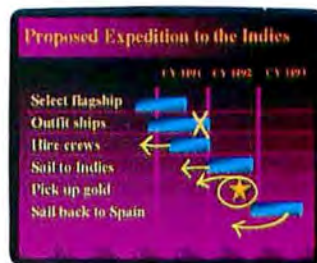 Proposed Expedition to the Indies
CY 1491 CY 1492 CY 1493
Select flagship
Outfit ships
Hire crews
Sail to Indies
Pick up gold
Sail back to Spain